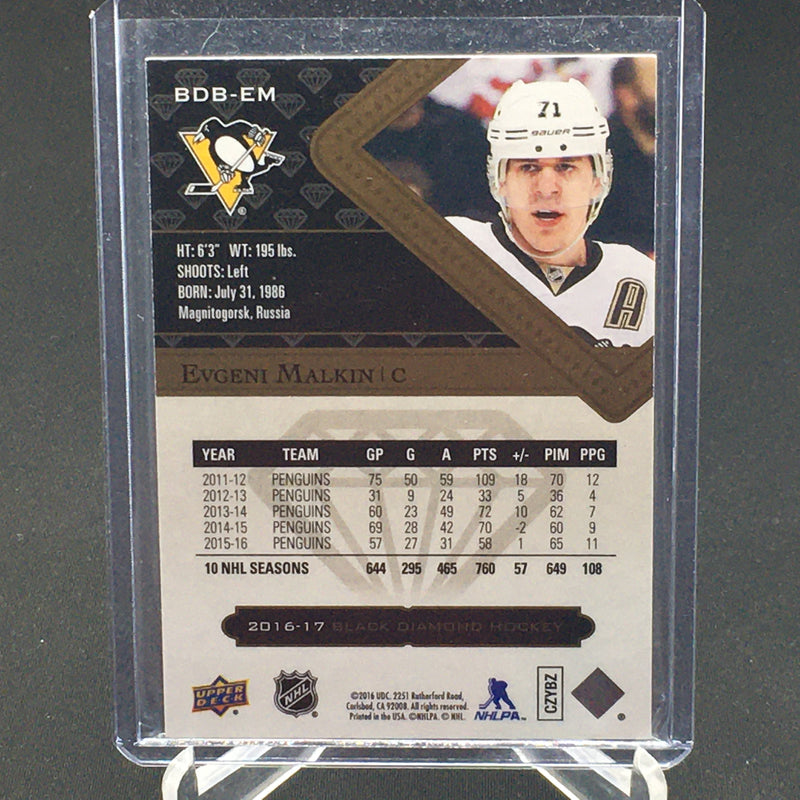 BDB-EM
71
BAUER
A
HT: 6'3" WT: 195 lbs.
SHOOTS: Left
BORN: July 31, 1986
Magnitogorsk, Russia
EVGENI MALKIN | C
YEAR TEAM GP G A PTS +/- PIM PPG
2011-12 PENGUINS 75 50 59 109 18 70 12
2012-13 PENGUINS 31 9 24 33 5 36 4
2013-14 PENGUINS 60 23 49 72 10 62 7
2014-15 PENGUINS 69 28 42 70 -2 60 9
2015-16 PENGUINS 57 27 31 58 1 65 11
10 NHL SEASONS 644 295 465 760 57 649 108
2016-17 BLACK DIAMOND HOCKEY
UPPER DECK
NHL
©2016 UDC. 2251 Rutherford Road,
Carlsbad, CA 92008. All rights reserved.
Printed in the USA. ©NHLPA. © NHL.
NHLPA
CZYBZ